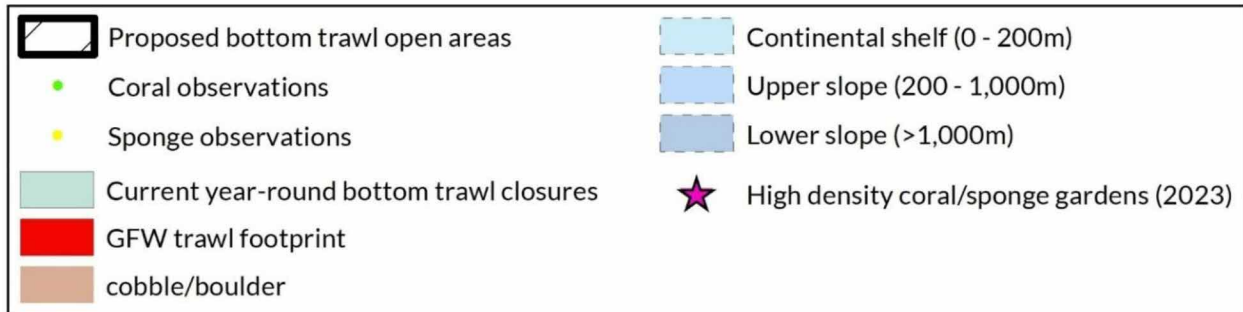 Proposed bottom trawl open areas
Coral observations
Sponge observations
Current year-round bottom trawl closures
GFW trawl footprint
cobble/boulder
Continental shelf (0 - 200m)
Upper slope (200 - 1,000m)
Lower slope (>1,000m)
High density coral/sponge gardens (2023)